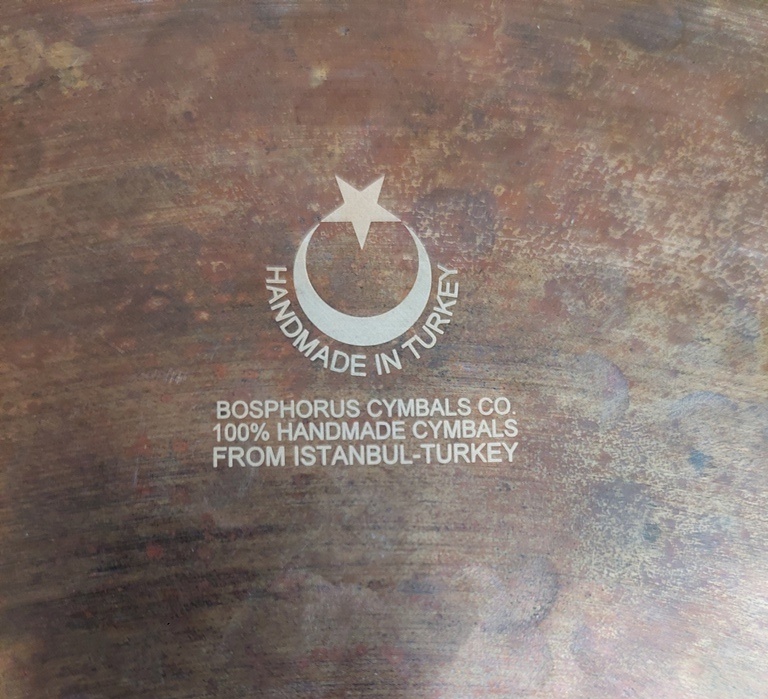 HANDMADE IN TURKEY
BOSPHORUS CYMBALS CO.
100% HANDMADE CYMBALS
FROM ISTANBUL-TURKEY